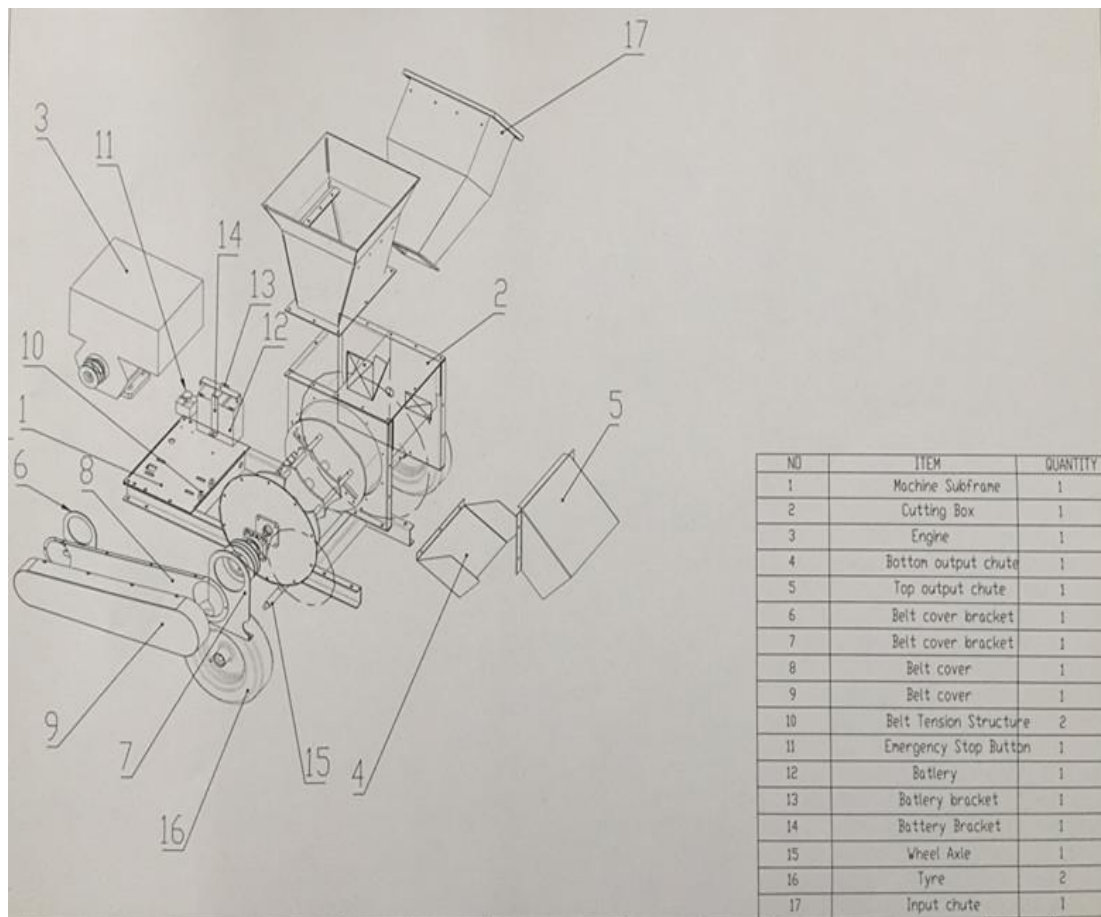 17
3
11
14
13
2
12
10
5
1
6
8
9
7
15
4
16
NO ITEM QUANTITY
1 Machine Subframe 1
2 Cutting Box 1
3 Engine 1
4 Botton output chute 1
5 Top output chute 1
6 Belt cover bracket 1
7 Belt cover bracket 1
8 Belt cover 1
9 Belt cover 1
10 Belt Tension Structure 2
11 Emergency Stop Button 1
12 Batlery 1
13 Batlery bracket 1
14 Battery Bracket 1
15 Wheel Axle 1
16 Tyre 2
17 Input chute 1